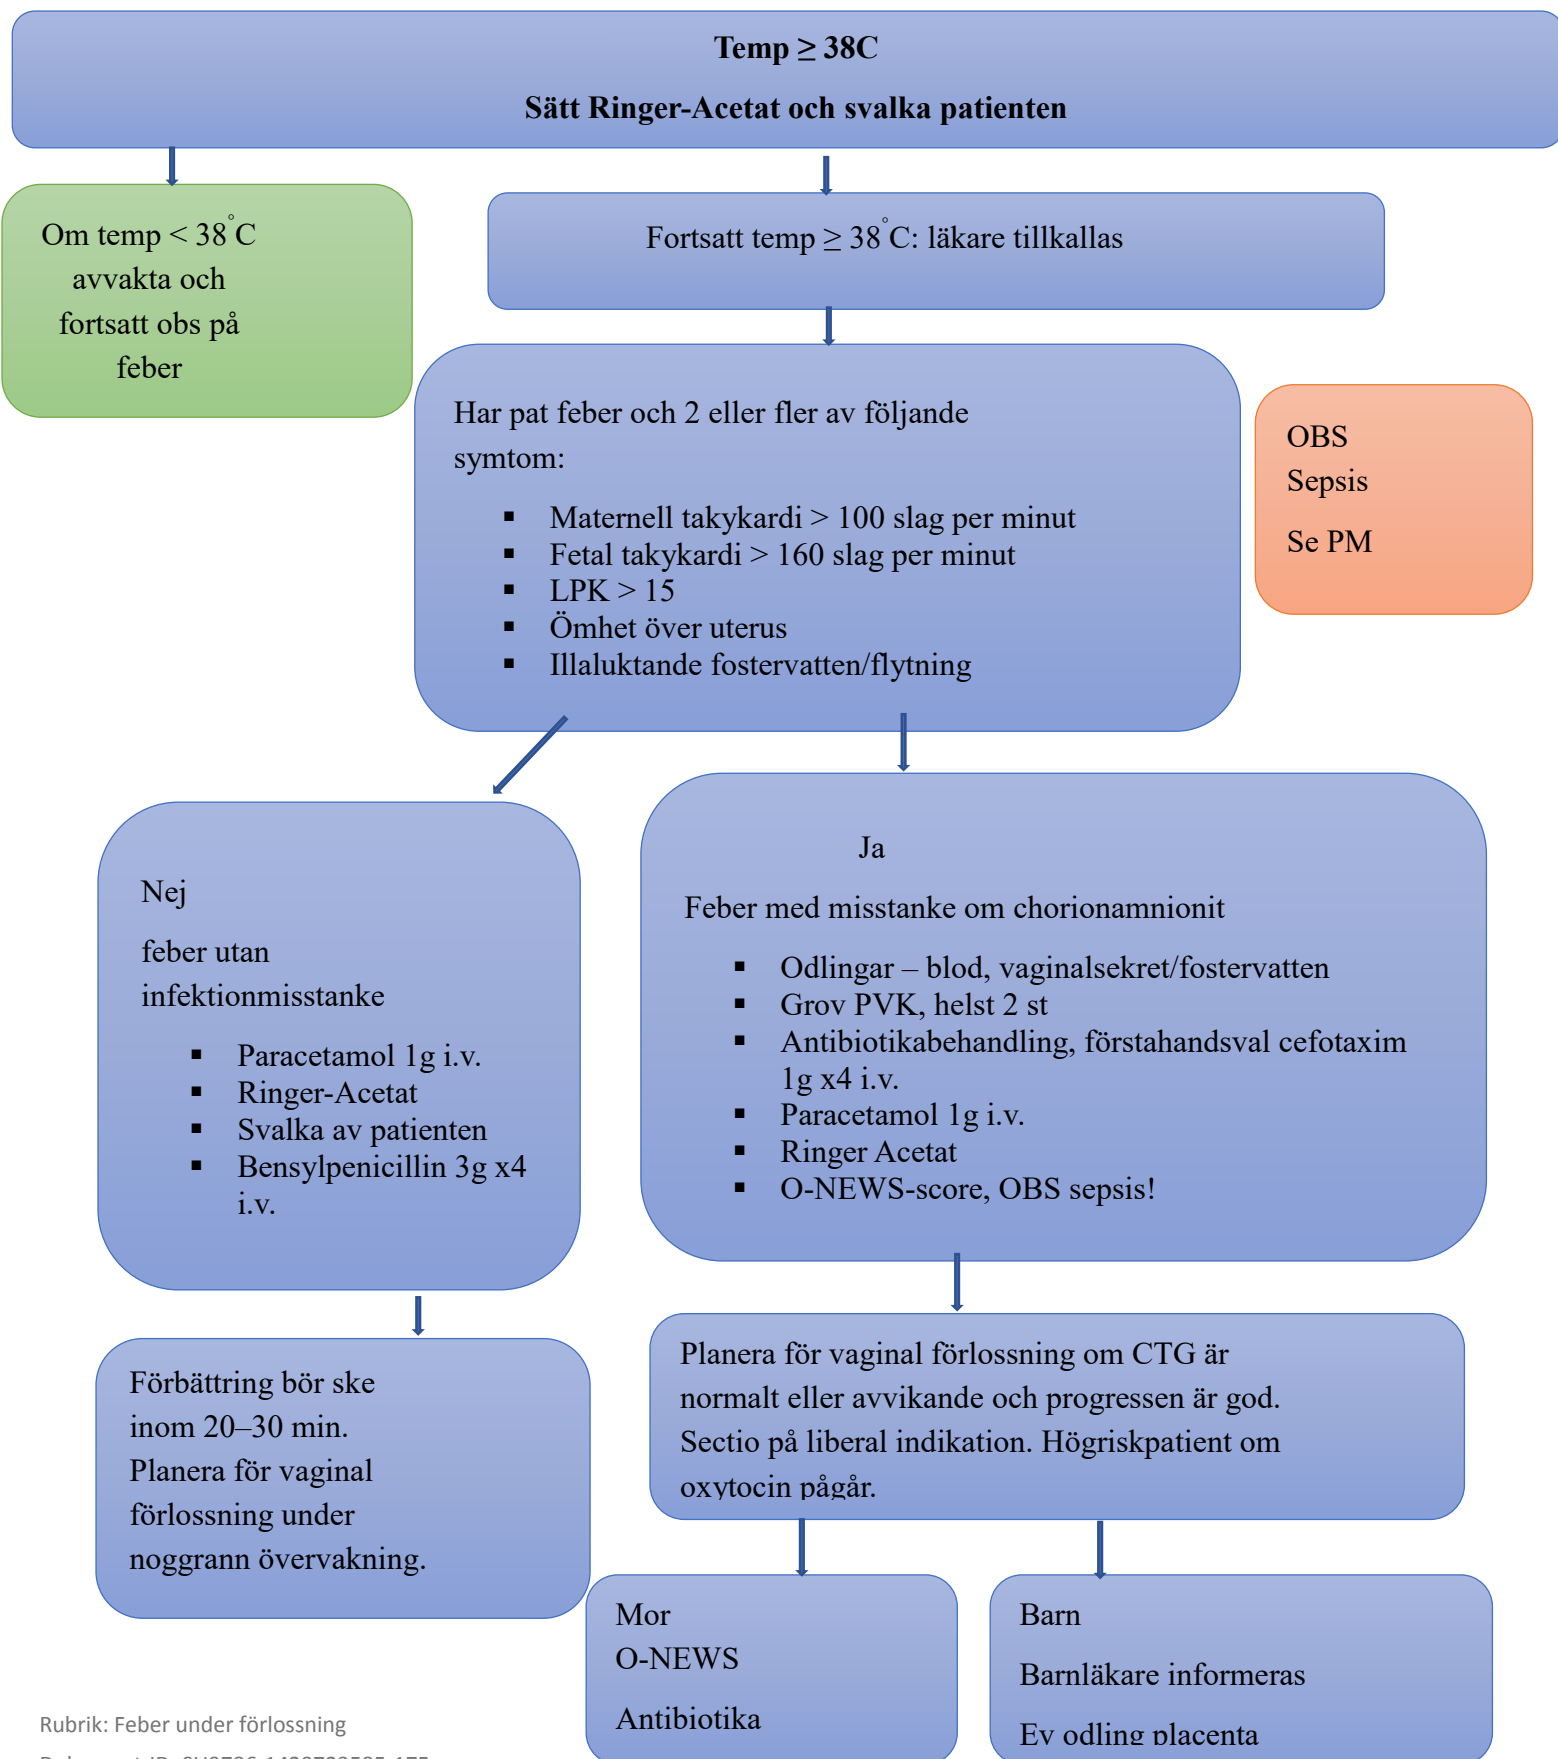 Temp ≥ 38C
Sätt Ringer-Acetat och svalka patienten
Om temp < 38°C
avvakta och
fortsatt obs på
feber
Fortsatt temp ≥ 38°C: läkare tillkallas
Har pat feber och 2 eller fler av följande
symtom:
▪ Maternell takykardi > 100 slag per minut
▪ Fetal takykardi > 160 slag per minut
▪ LPK > 15
▪ Ömhet över uterus
▪ Illaluktande fostervatten/flytning
OBS
Sepsis
Se PM
Nej
feber utan
infektionmisstanke
▪ Paracetamol 1g i.v.
▪ Ringer-Acetat
▪ Svalka av patienten
▪ Bensylpenicillin 3g x4
i.v.
Ja
Feber med misstanke om chorionamnionit
▪ Odlingar – blod, vaginalsekret/fostervatten
▪ Grov PVK, helst 2 st
▪ Antibiotikabehandling, förstahandsval cefotaxim
1g x4 i.v.
▪ Paracetamol 1g i.v.
▪ Ringer Acetat
▪ O-NEWS-score, OBS sepsis!
Förbättring bör ske
inom 20–30 min.
Planera för vaginal
förlossning under
noggrann övervakning.
Planera för vaginal förlossning om CTG är
normalt eller avvikande och progressen är god.
Sectio på liberal indikation. Högriskpatient om
oxytocin pågår.
Mor
O-NEWS
Antibiotika
Barn
Barnläkare informeras
Ev odling placenta
Rubrik: Feber under förlossning